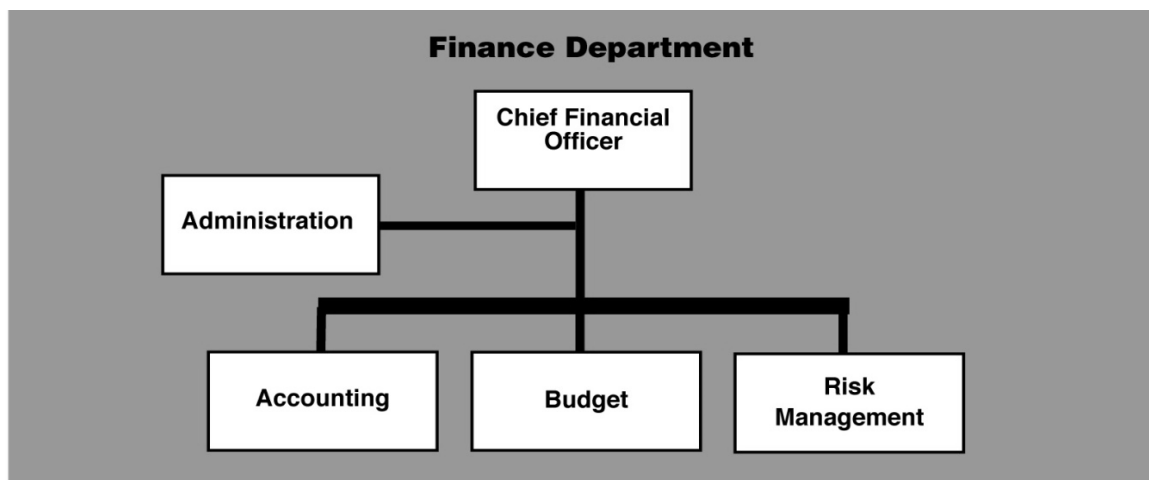 Finance Department
Chief Financial
Officer
Administration
Accounting
Budget
Risk
Management